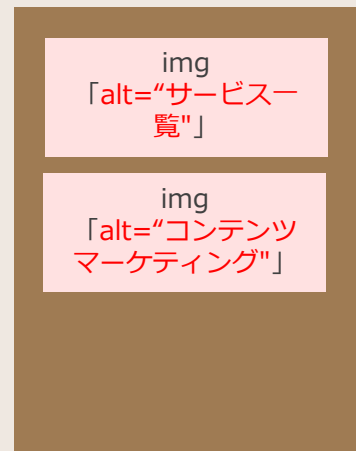 img
「alt=“サービス一
覧"」
img
「alt=“コンテンツ
マーケティング"」